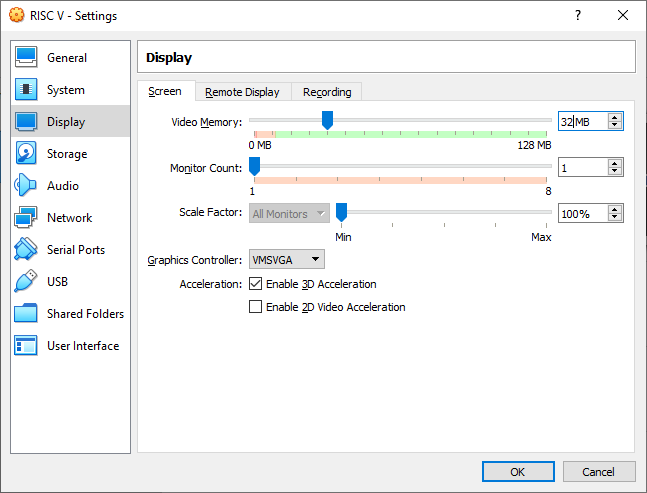 RISC V - Settings ?
General
System
Display
Storage
Audio
Network
Serial Ports
USB
Shared Folders
User Interface
Display
Screen Remote Display Recording
Video Memory: 32 MB
0 MB 128 MB
Monitor Count: 1
1 8
Scale Factor: All Monitors 100%
Min Max
Graphics Controller: VMSVGA
Acceleration: Enable 3D Acceleration
Enable 2D Video Acceleration
OK Cancel